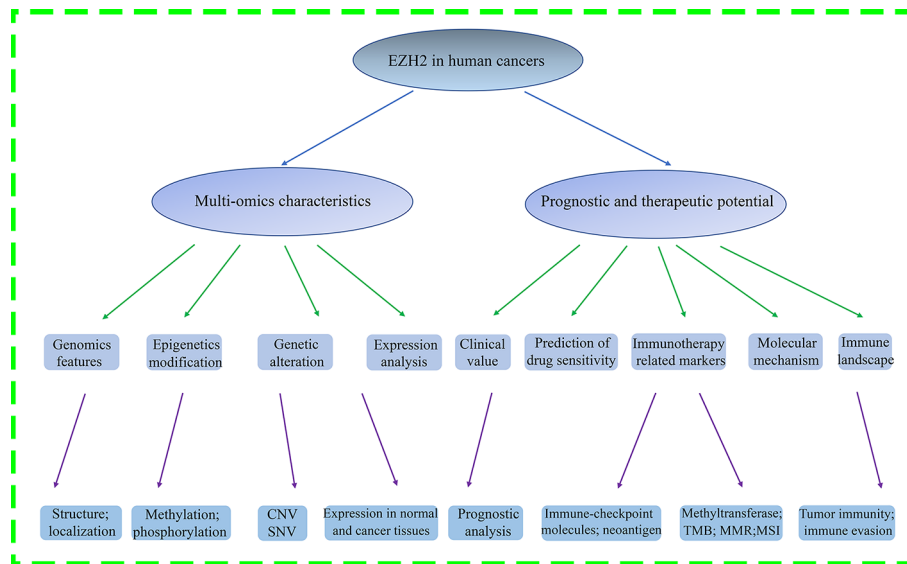 EZH2 in human cancers
Multi-omics characteristics
Prognostic and therapeutic potential
Genomics
features
Epigenetics
modification
Genetic
alteration
Expression
analysis
Clinical
value
Prediction of
drug sensitivity
Immunotherapy
related markers
Molecular
mechanism
Immune
landscape
Structure;
localization
Methylation;
phosphorylation
CNV
SNV
Expression in normal
and cancer tissues
Prognostic
analysis
Immune-checkpoint
molecules; neoantigen
Methyltransferase;
TMB; MMR;MSI
Tumor immunity;
immune evasion